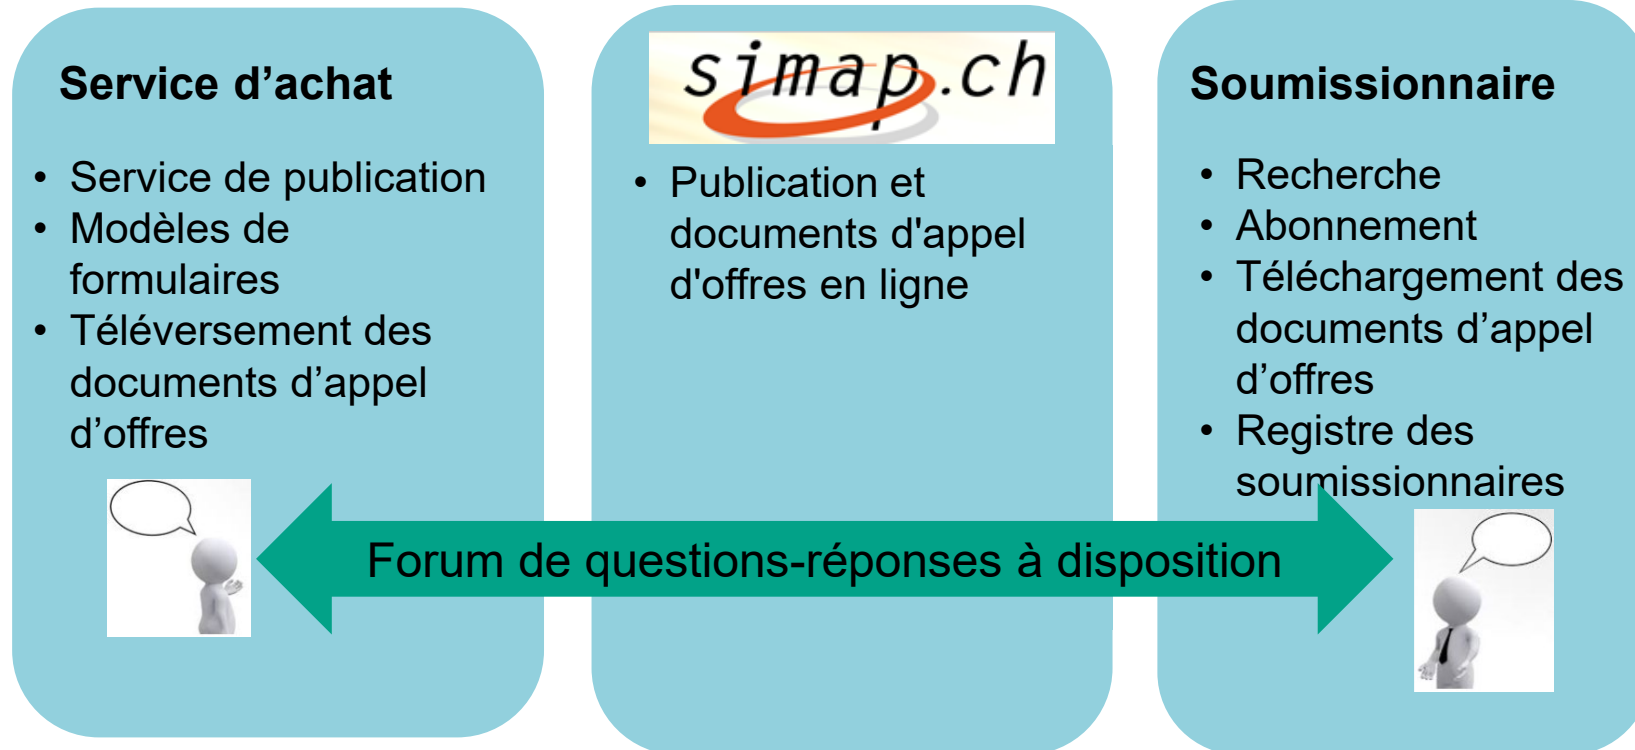 Service d’achat
• Service de publication
• Modèles de
formulaires
• Téléversement des
documents d’appel
d’offres
simap.ch
• Publication et
documents d'appel
d'offres en ligne
Soumissionnaire
• Recherche
• Abonnement
• Téléchargement des
documents d’appel
d’offres
• Registre des
soumissionnaires
Forum de questions-réponses à disposition